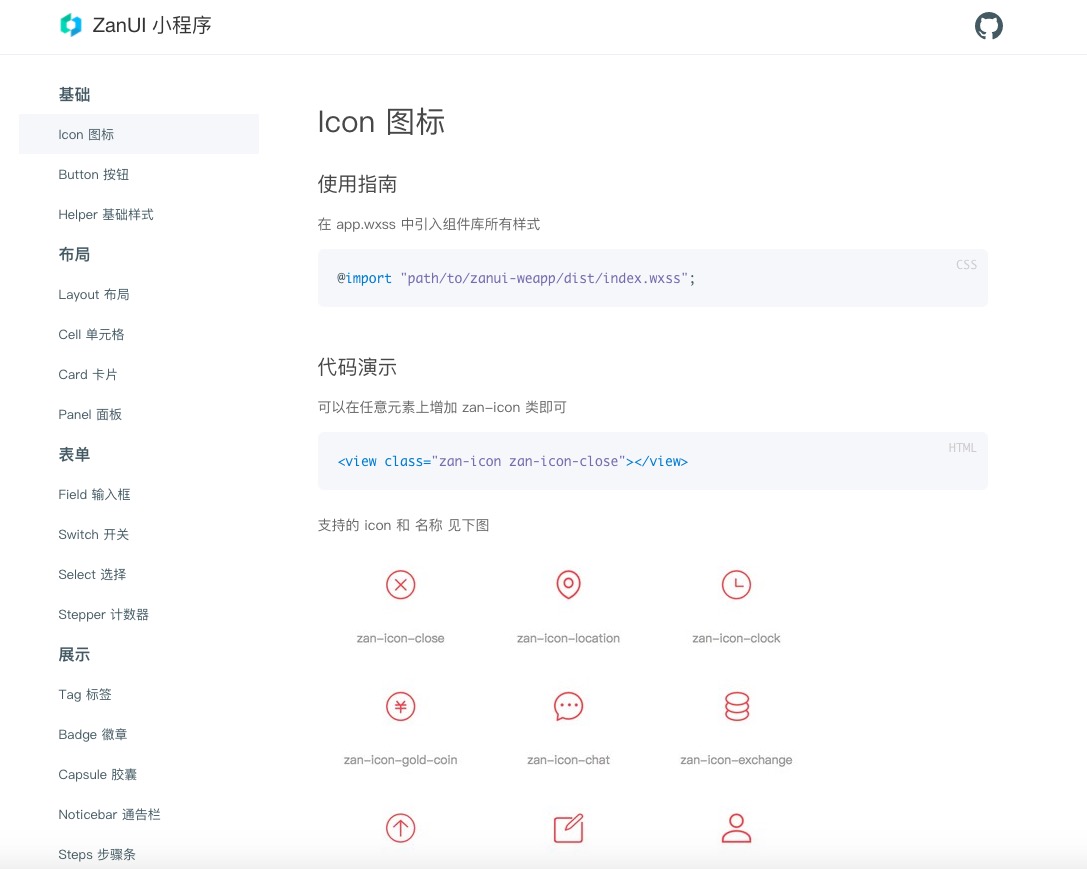 ZanUI 小程序
基础
Icon 图标
Button 按钮
Helper 基础样式
布局
Layout 布局
Cell 单元格
Card 卡片
Panel 面板
表单
Field 输入框
Switch 开关
Select 选择
Stepper 计数器
展示
Tag 标签
Badge 徽章
Capsule 胶囊
Noticebar 通告栏
Steps 步骤条
Icon 图标
使用指南
在 app.wxss 中引入组件库所有样式
CSS
@import "path/to/zanui-weapp/dist/index.wxss";
代码演示
可以在任意元素上增加 zan-icon 类即可
HTML
<view class="zan-icon zan-icon-close"></view>
支持的 icon 和 名称 见下图
zan-icon-close zan-icon-location zan-icon-clock
¥
zan-icon-gold-coin zan-icon-chat zan-icon-exchange